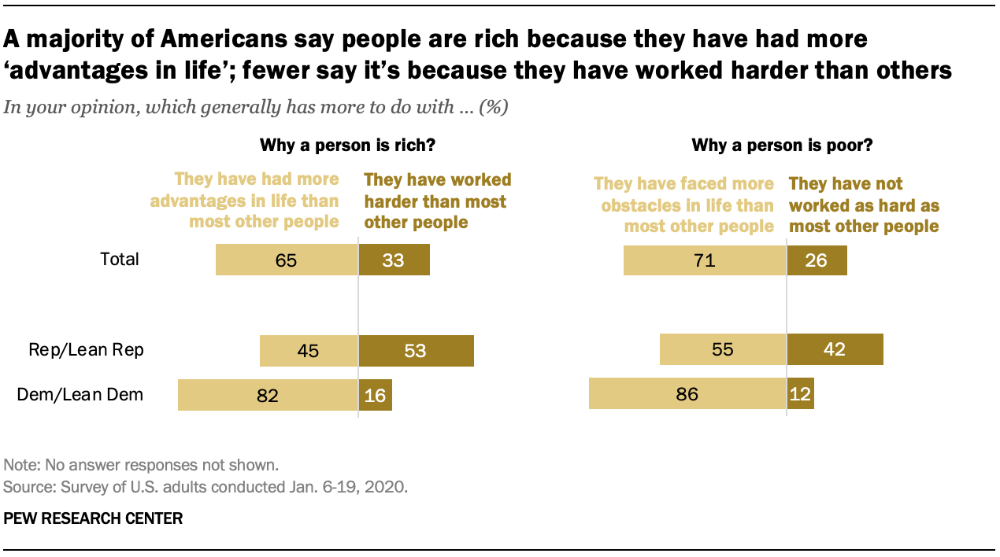 A majority of Americans say people are rich because they have had more
‘advantages in life’; fewer say it’s because they have worked harder than others
In your opinion, which generally has more to do with ... (%)
Why a person is rich?
They have had more
advantages in life than
most other people
They have worked
harder than most
other people
Why a person is poor?
They have faced more
obstacles in life than
most other people
They have not
worked as hard as
most other people
Total 65 33 71 26
Rep/Lean Rep 45 53 55 42
Dem/Lean Dem 82 16 86 12
Note: No answer responses not shown.
Source: Survey of U.S. adults conducted Jan. 6-19, 2020.
PEW RESEARCH CENTER